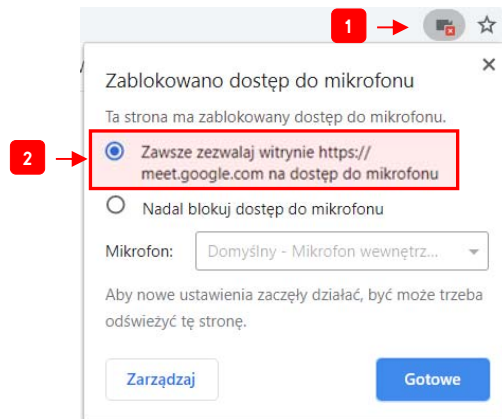 1
Zablokowano dostęp do mikrofonu
Ta strona ma zablokowany dostęp do mikrofonu.
2
Zawsze zezwalaj witrynie https://
meet.google.com na dostęp do mikrofonu
Nadal blokuj dostęp do mikrofonu
Mikrofon: Domyślny - Mikrofon wewnętrz...
Aby nowe ustawienia zaczęły działać, być może trzeba
odświeżyć tę stronę.
Zarządzaj Gotowe